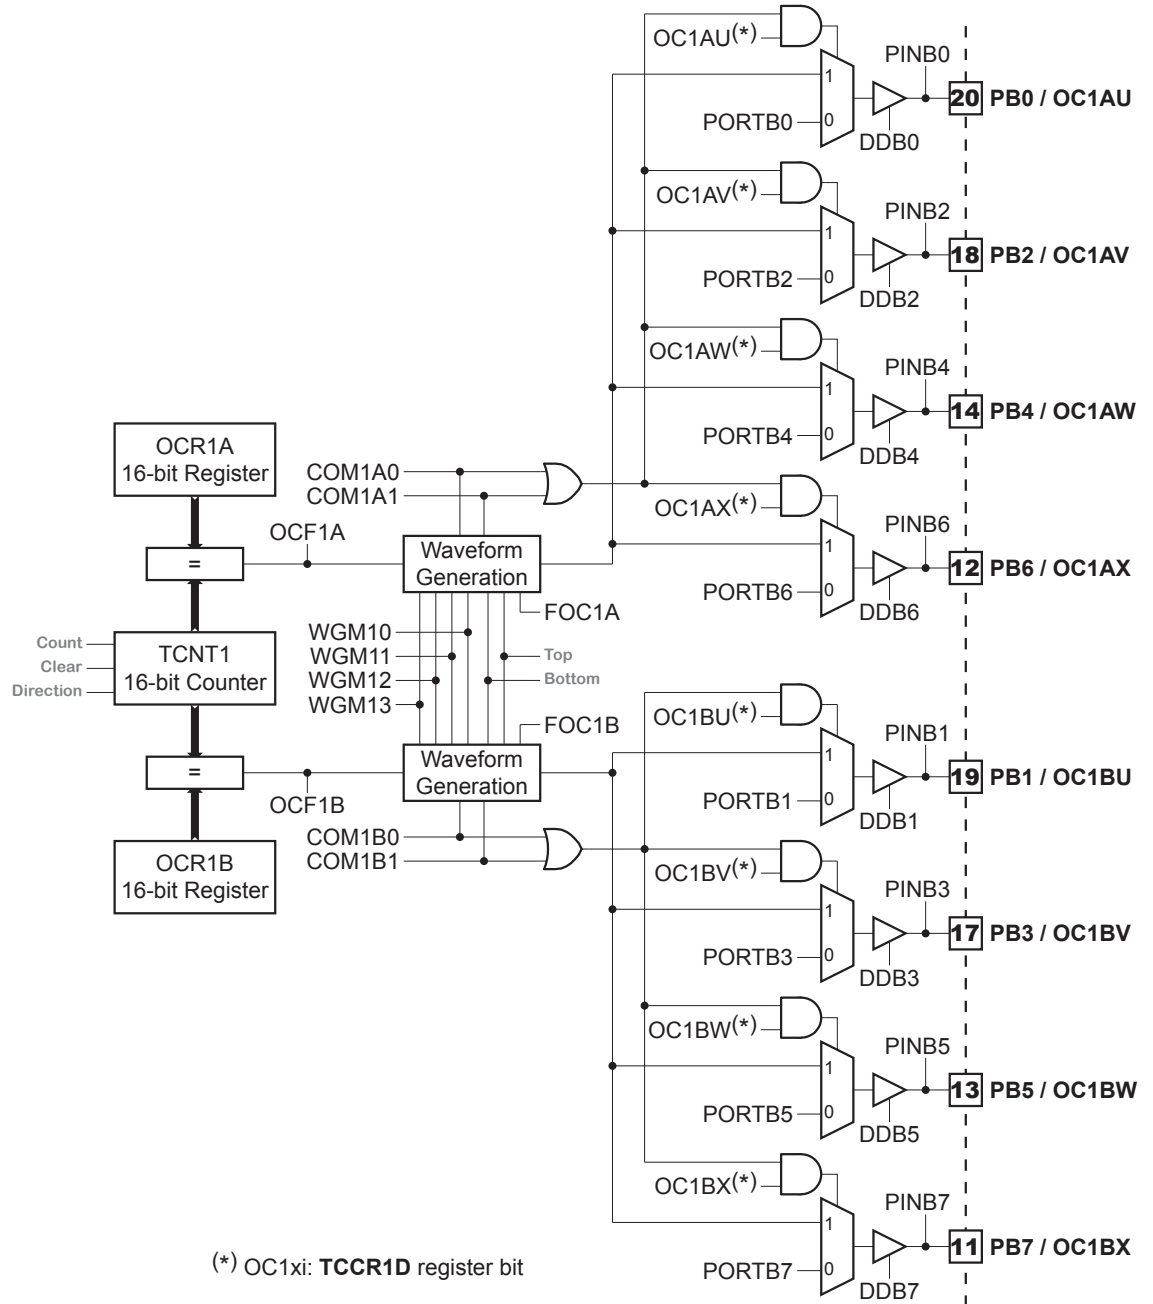 OC1AU(*)
PINB0
1
20 PB0 / OC1AU
PORTB0
0
DDB0
OC1AV(*)
PINB2
1
18 PB2 / OC1AV
PORTB2
0
DDB2
OC1AW(*)
PINB4
1
14 PB4 / OC1AW
PORTB4
0
DDB4
OCR1A
16-bit Register
COM1A0
COM1A1
OC1AX(*)
PINB6
OCF1A
Waveform
Generation
1
=
12 PB6 / OC1AX
PORTB6
0
DDB6
FOC1A
Count
Clear
Direction
TCNT1
16-bit Counter
WGM10
WGM11
WGM12
WGM13
Top
Bottom
FOC1B
OC1BU(*)
PINB1
Waveform
Generation
1
=
19 PB1 / OC1BU
OCF1B
PORTB1
0
DDB1
COM1B0
COM1B1
OCR1B
16-bit Register
OC1BV(*)
PINB3
1
17 PB3 / OC1BV
PORTB3
0
DDB3
OC1BW(*)
PINB5
1
13 PB5 / OC1BW
PORTB5
0
DDB5
OC1BX(*)
PINB7
1
11 PB7 / OC1BX
PORTB7
0
DDB7
(*) OC1xi: TCCR1D register bit